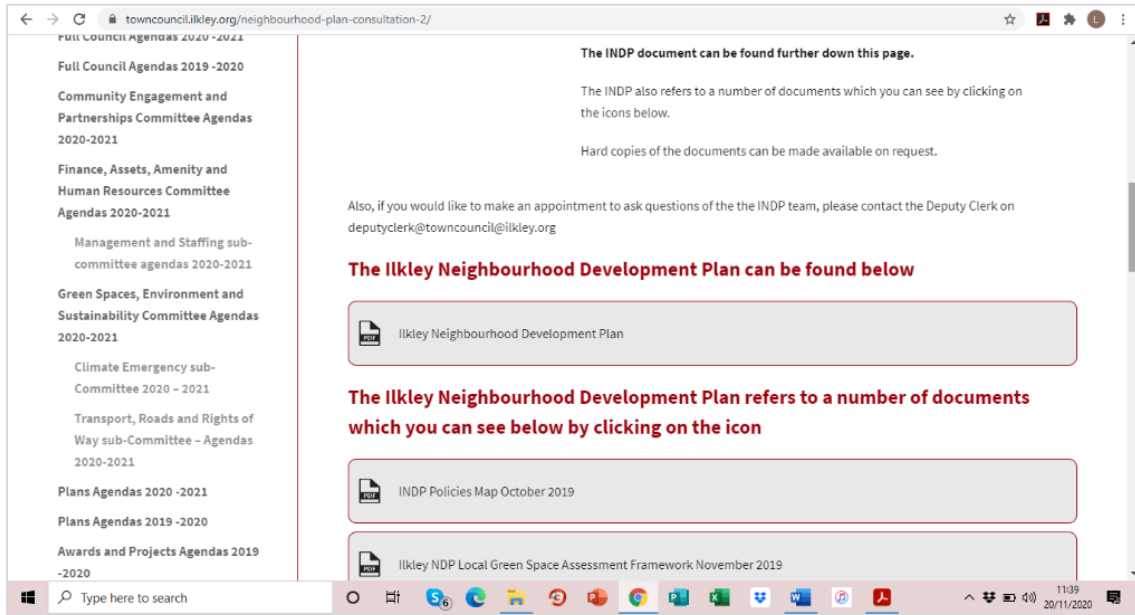 towncouncil.ilkley.org/neighbourhood-plan-consultation-2/
L
Full Council Agendas 2020 -2021
Full Council Agendas 2019 -2020
Community Engagement and
Partnerships Committee Agendas
2020-2021
Finance, Assets, Amenity and
Human Resources Committee
Agendas 2020-2021
Management and Staffing sub-
committee agendas 2020-2021
Green Spaces, Environment and
Sustainability Committee Agendas
2020-2021
Climate Emergency sub-
Committee 2020 – 2021
Transport, Roads and Rights of
Way sub-Committee – Agendas
2020-2021
Plans Agendas 2020 -2021
Plans Agendas 2019 -2020
Awards and Projects Agendas 2019
-2020
The INDP document can be found further down this page.
The INDP also refers to a number of documents which you can see by clicking on
the icons below.
Hard copies of the documents can be made available on request.
Also, if you would like to make an appointment to ask questions of the the INDP team, please contact the Deputy Clerk on
deputyclerk@towncouncil@ilkley.org
The Ilkley Neighbourhood Development Plan can be found below
PDF
Ilkley Neighbourhood Development Plan
The Ilkley Neighbourhood Development Plan refers to a number of documents
which you can see below by clicking on the icon
PDF
INDP Policies Map October 2019
PDF
Ilkley NDP Local Green Space Assessment Framework November 2019
Type here to search
S
6
P
P
X
W
11:39
20/11/2020